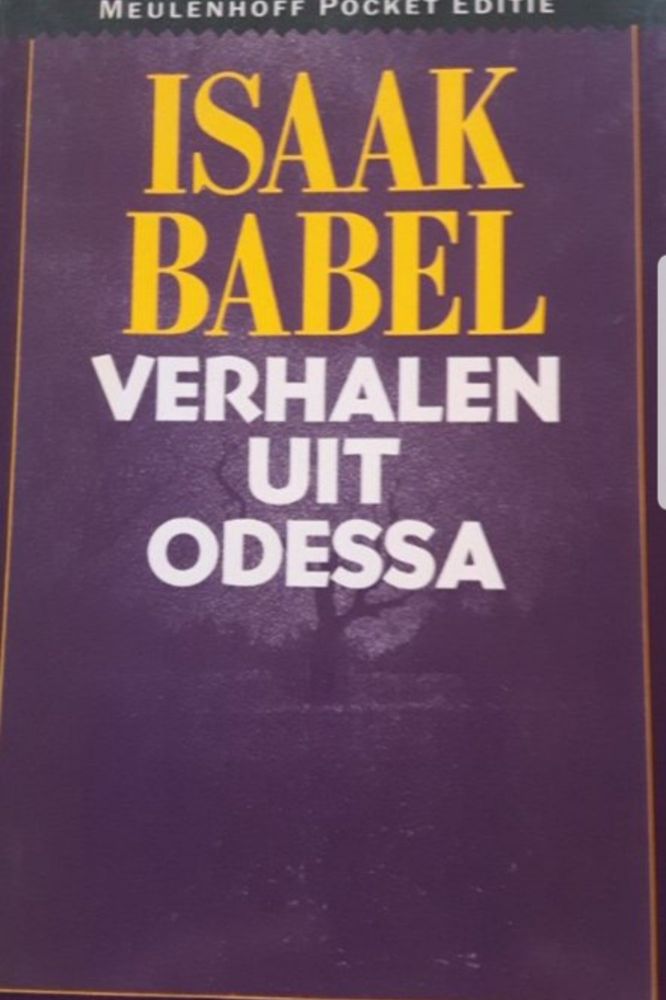 MEULENHOFF POCKET EDITIE
ISAAK
BABEL
VERHALEN
UIT
ODESSA